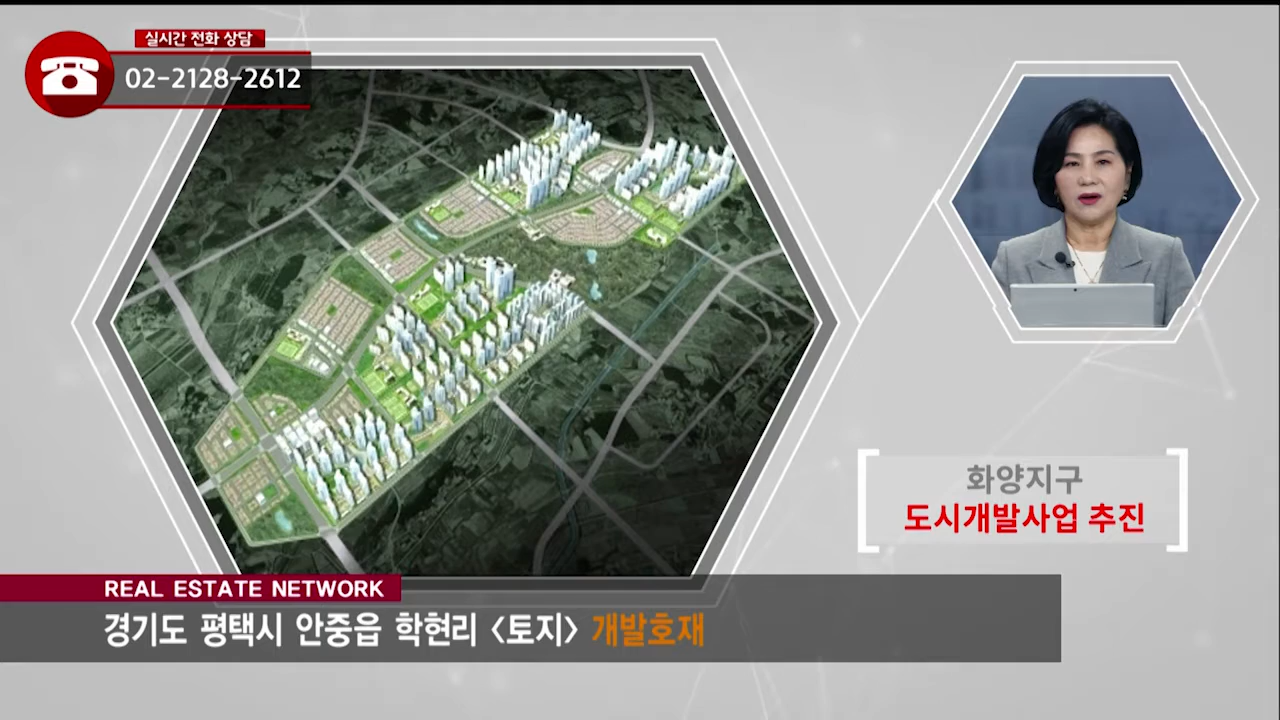 실시간 전화 상담
02-2128-2612
화양지구
도시개발사업 추진
REAL ESTATE NETWORK
경기도 평택시 안중읍 학현리 <토지> 개발호재